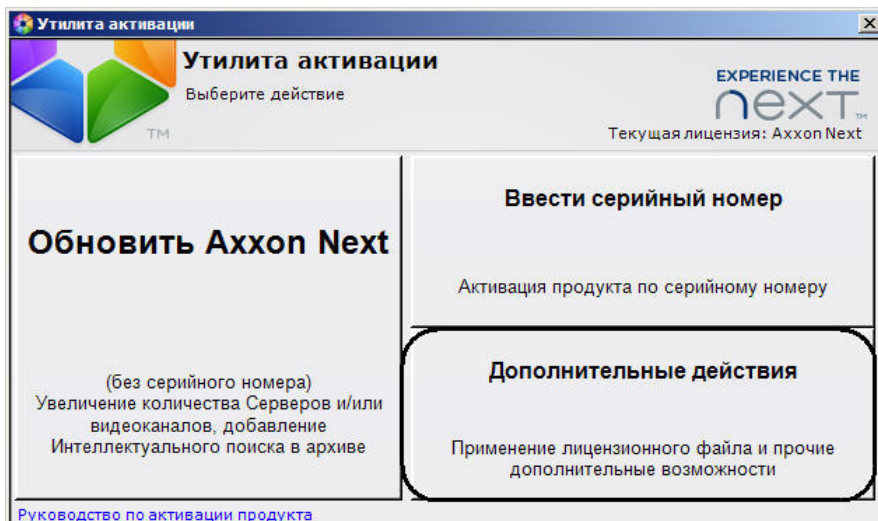 Утилита активации
Утилита активации
Выберите действие
TM
EXPERIENCE THE
next TM
Текущая лицензия: Axxon Next
Обновить Axxon Next
(без серийного номера)
Увеличение количества Серверов и/или
видеоканалов, добавление
Интеллектуального поиска в архиве
Ввести серийный номер
Активация продукта по серийному номеру
Дополнительные действия
Применение лицензионного файла и прочие
дополнительные возможности
Руководство по активации продукта